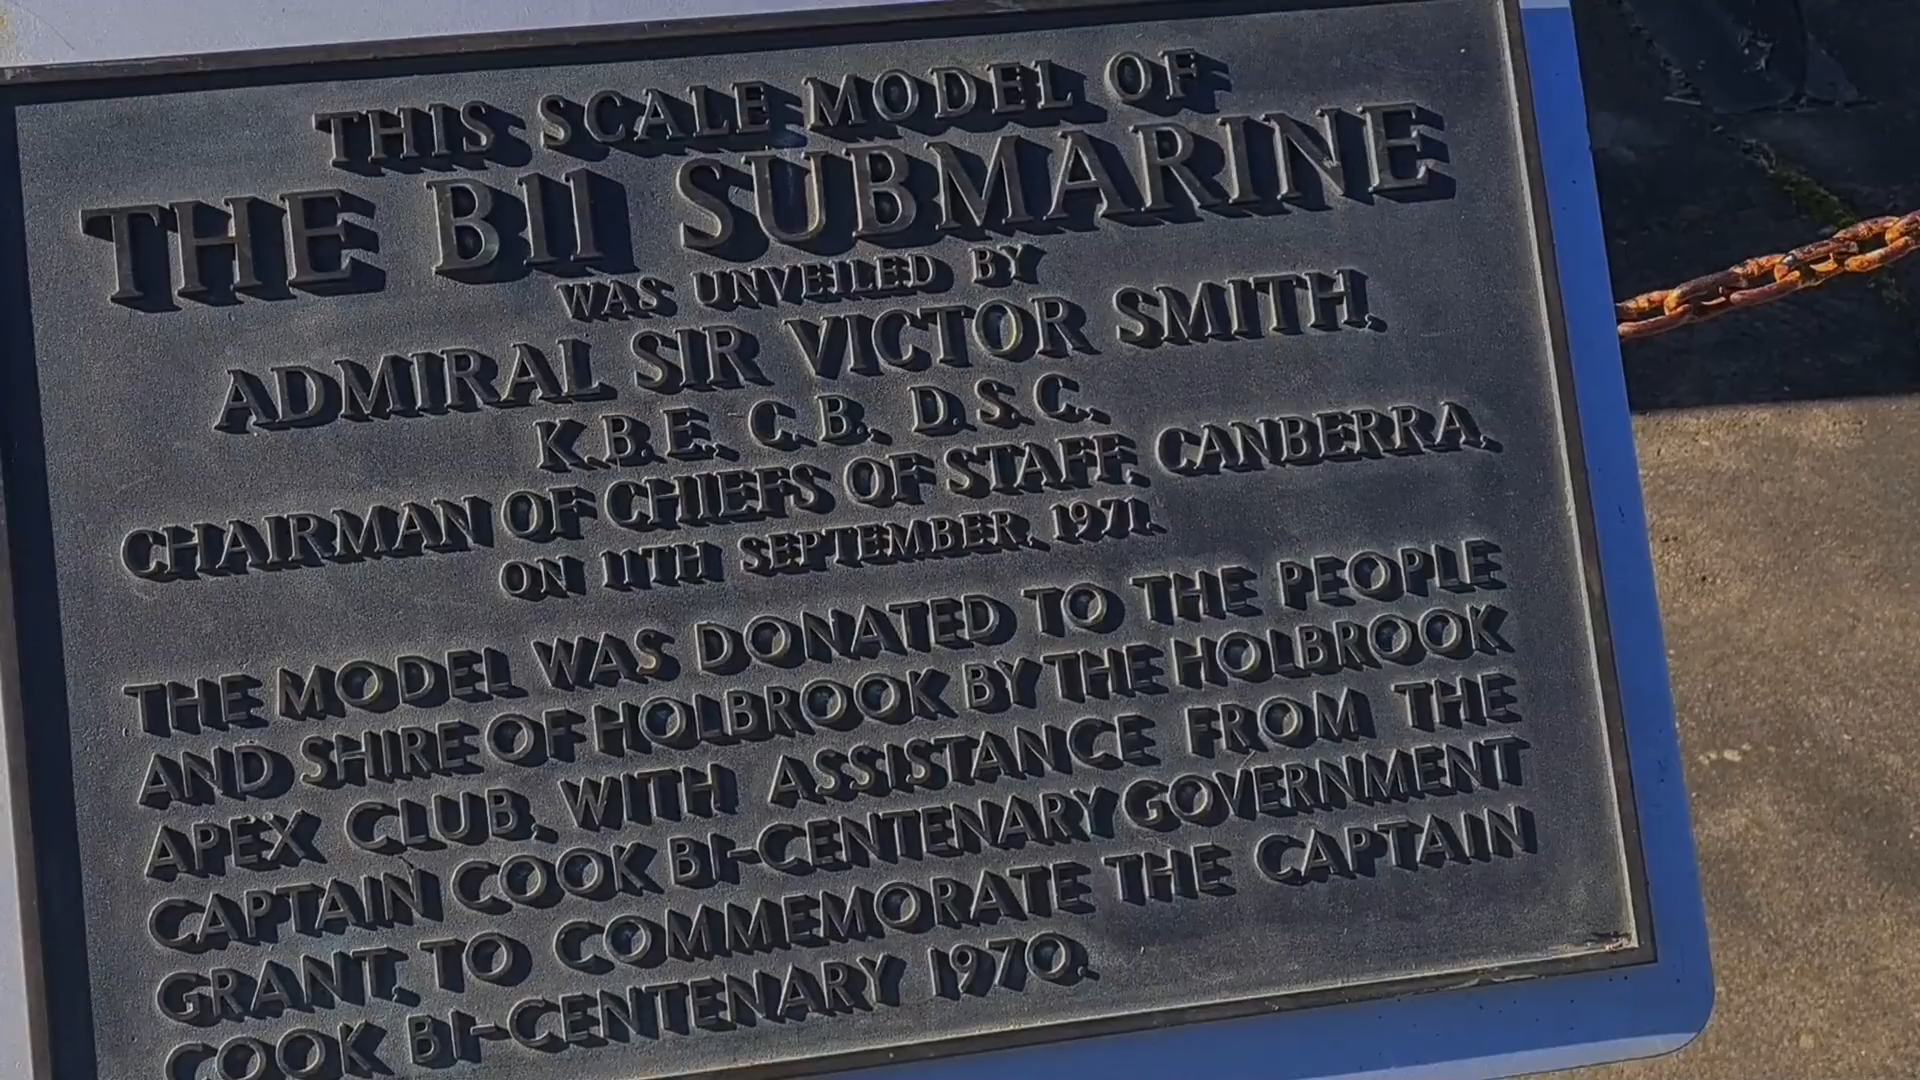 THIS SCALE MODEL OF
THE B11 SUBMARINE
WAS UNVEILED BY
ADMIRAL SIR VICTOR SMITH,
K.B.E., C.B., D.S.C.,
CHAIRMAN OF CHIEFS OF STAFF, CANBERRA,
ON 11TH SEPTEMBER, 1971.
THE MODEL WAS DONATED TO THE PEOPLE
AND SHIRE OF HOLBROOK BY THE HOLBROOK
APEX CLUB, WITH ASSISTANCE FROM THE
CAPTAIN COOK BI-CENTENARY GOVERNMENT
GRANT, TO COMMEMORATE THE CAPTAIN
COOK BI-CENTENARY 1970.